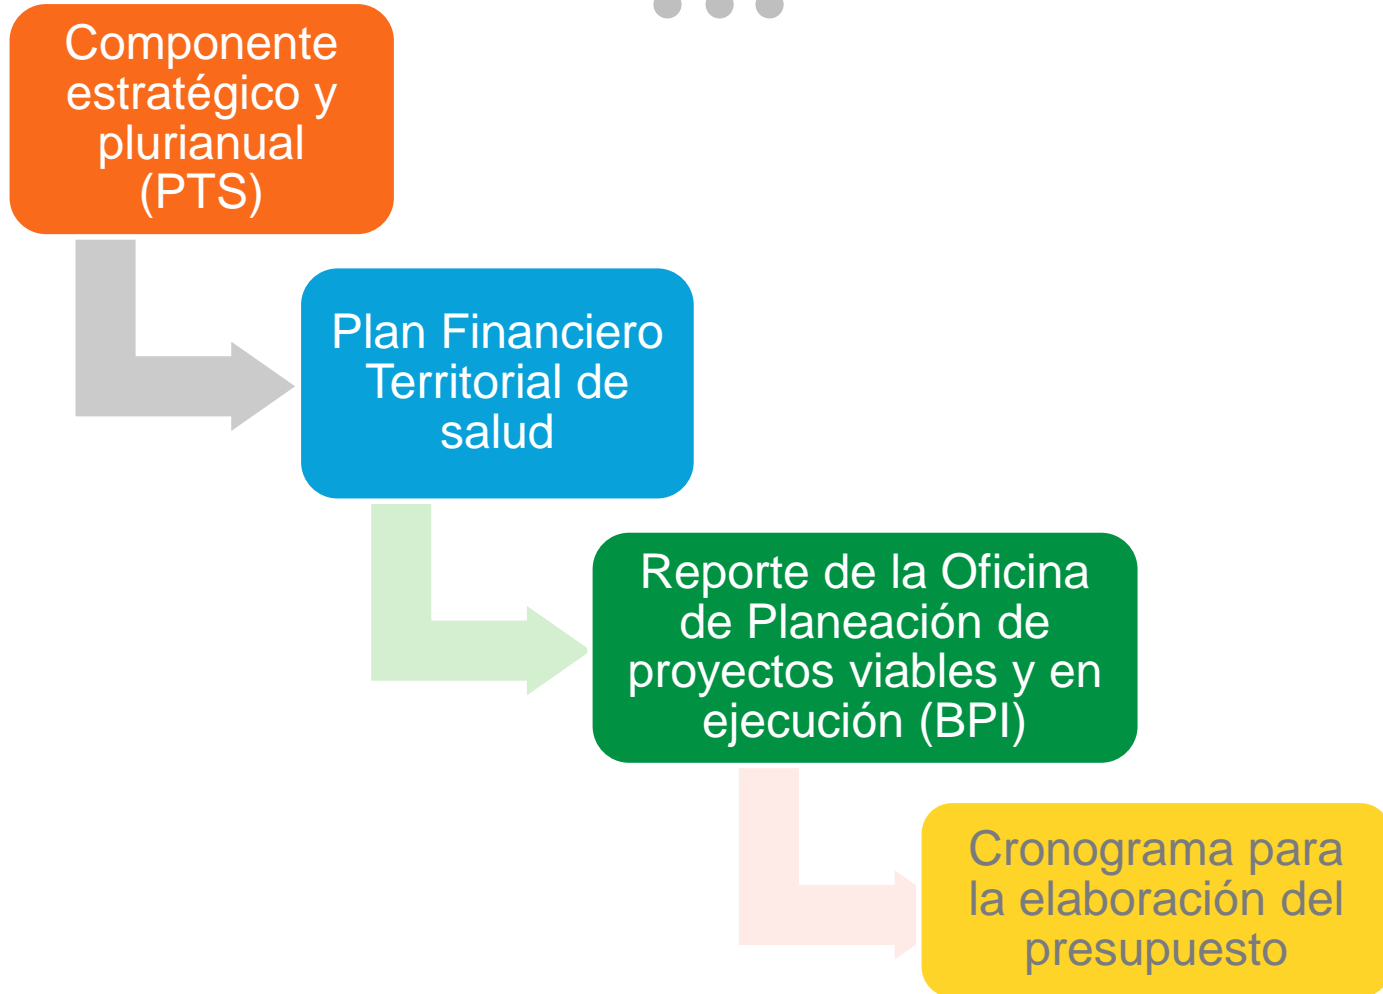 Componente
estratégico y
plurianual
(PTS)
Plan Financiero
Territorial de
salud
Reporte de la Oficina
de Planeación de
proyectos viables y en
ejecución (BPI)
Cronograma para
la elaboración del
presupuesto